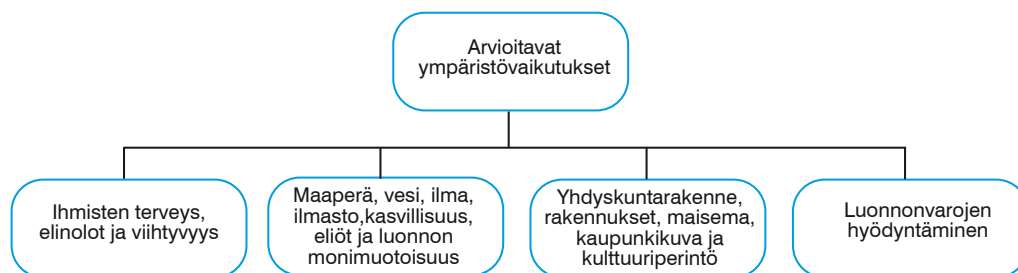 Arvioitavat
ympäristövaikutukset
Ihmisten terveys,
elinolot ja viihtyvyys
Maaperä, vesi, ilma,
ilmasto,kasvillisuus,
eliöt ja luonnon
monimuotoisuus
Yhdyskuntarakenne,
rakennukset, maisema,
kaupunkikuva ja
kulttuuriperintö
Luonnonvarojen
hyödyntäminen